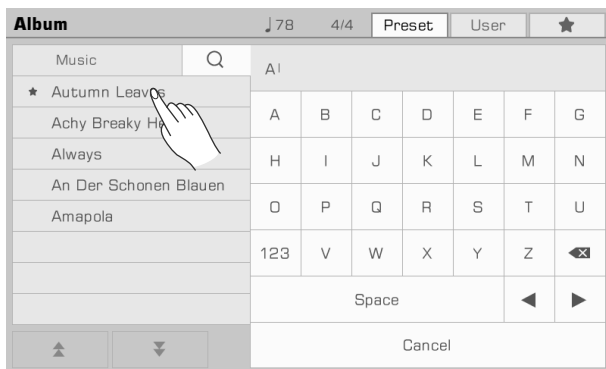 Album 78 4/4 Preset User
Music
A
Autumn Leaves
Achy Breaky
Always
An Der Schonen Blauen
Amapola
A B C D E F G
H I J K L M N
O P Q R S T U
123 V W X Y Z
Space
Cancel